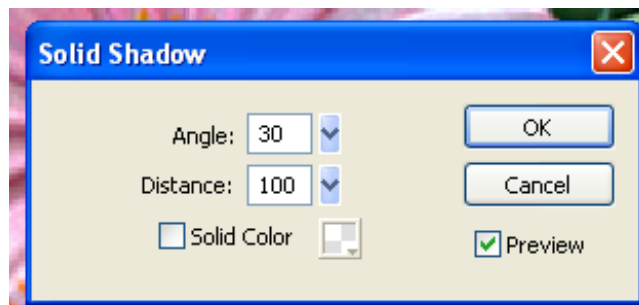 Solid Shadow
Angle: 30
OK
Distance: 100
Cancel
Solid Color
Preview